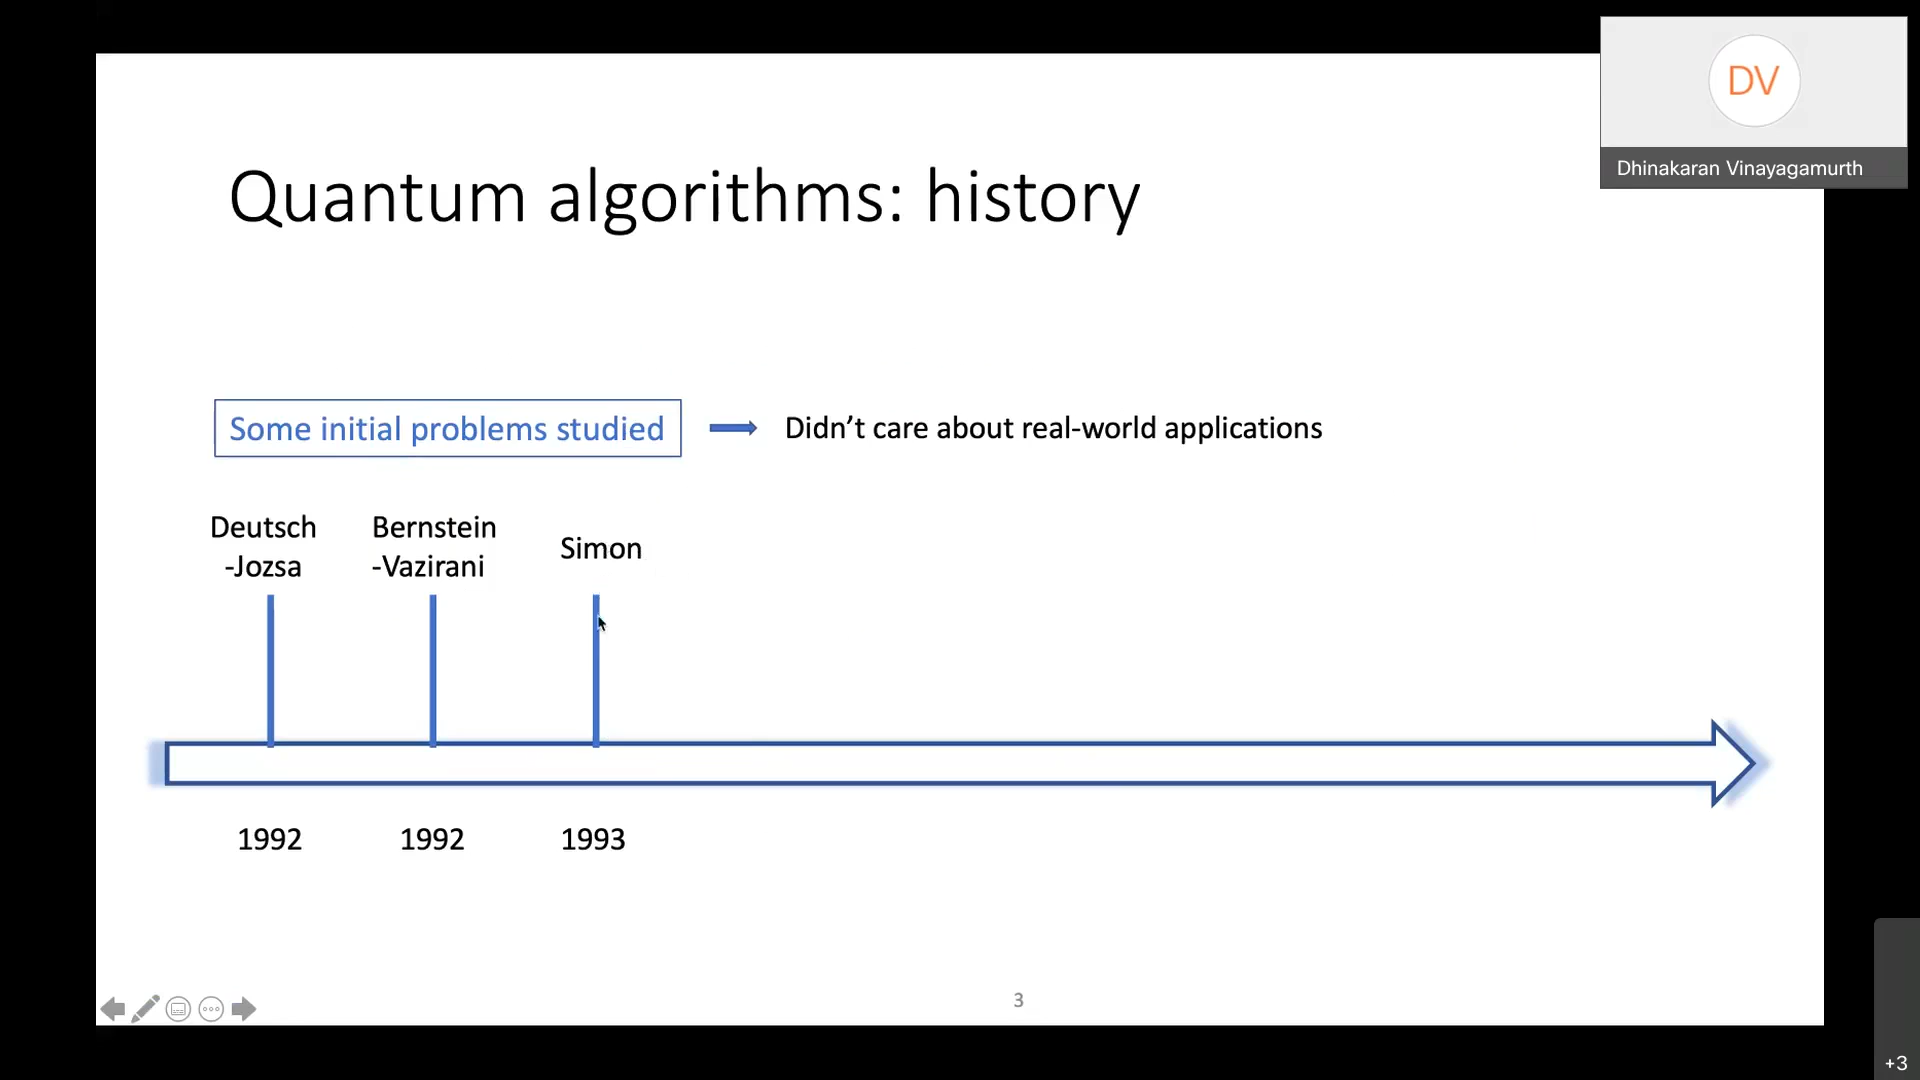 DV
Dhinakaran Vinayagamurth
Quantum algorithms: history
Some initial problems studied
Didn’t care about real-world applications
Deutsch
-Jozsa
Bernstein
-Vazirani
Simon
1992
1992
1993
3
+3